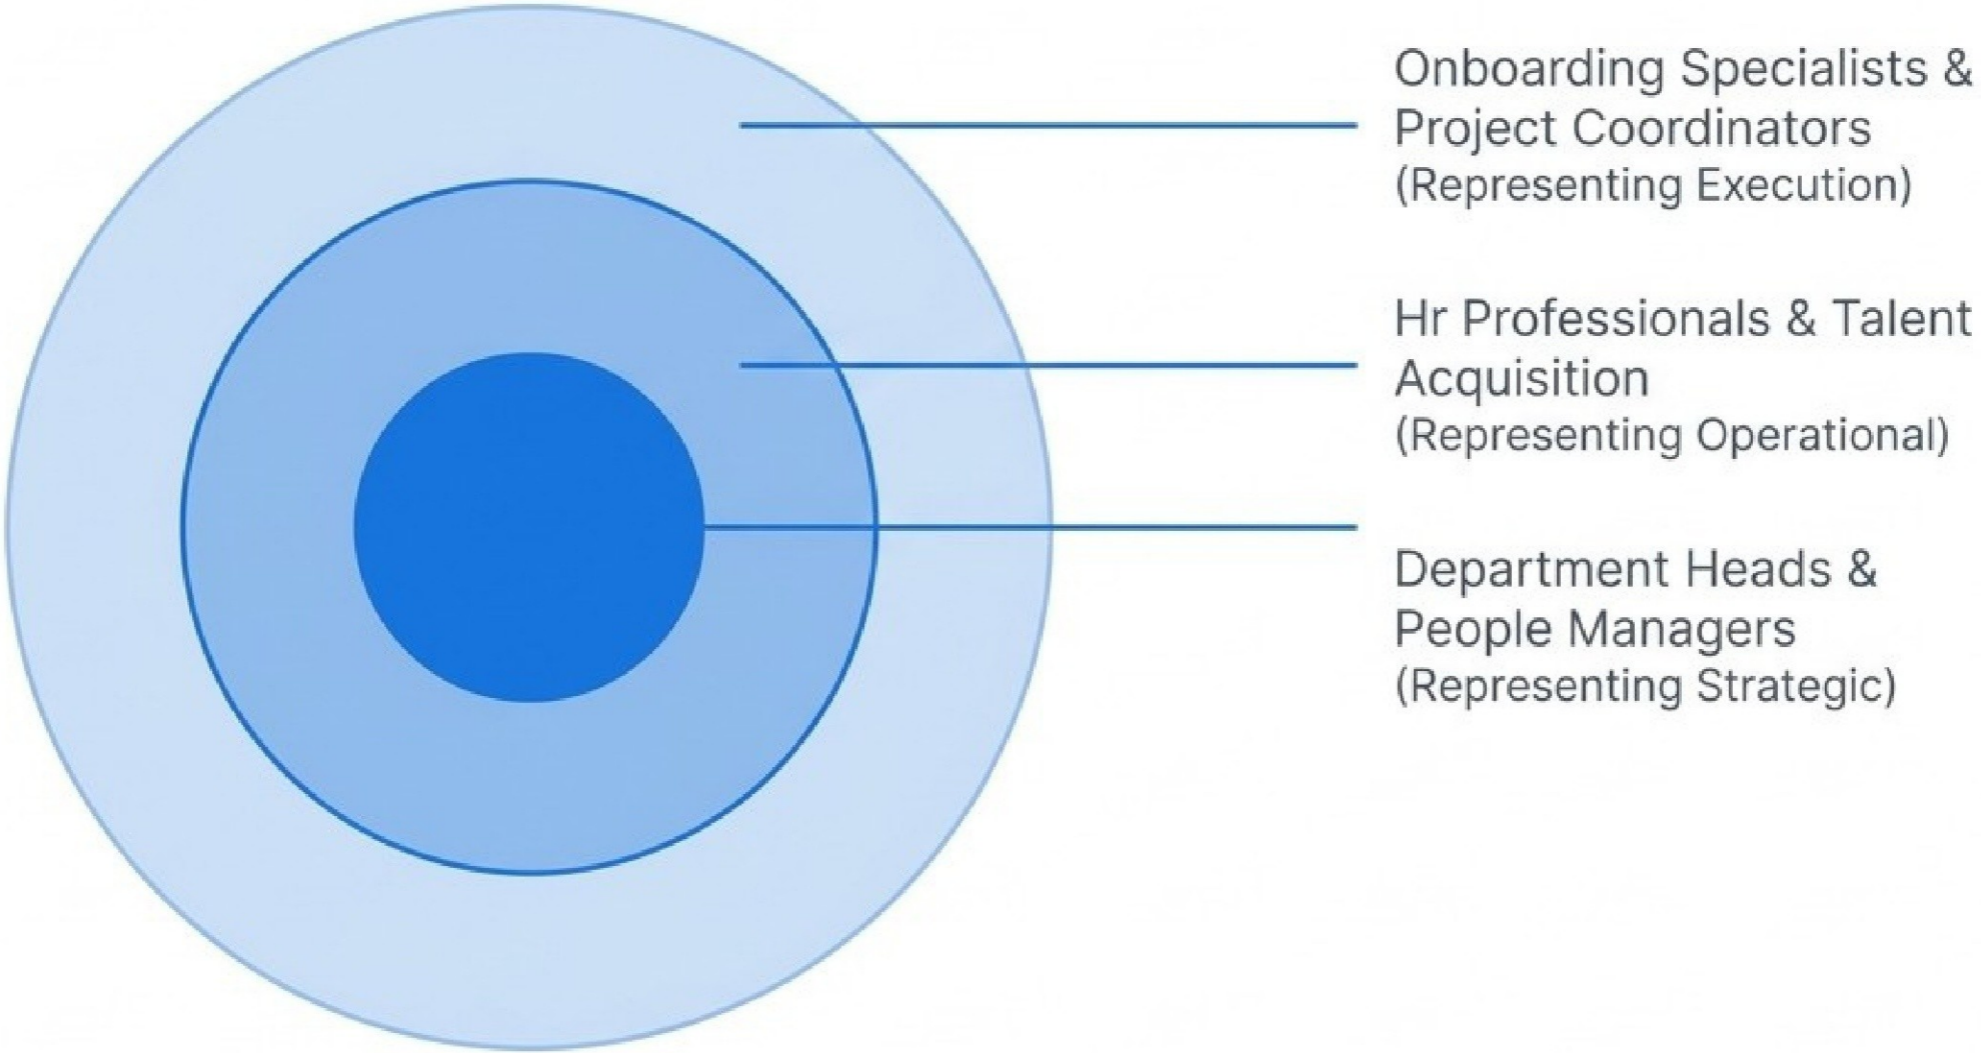 Onboarding Specialists &
Project Coordinators
(Representing Execution)
Hr Professionals & Talent
Acquisition
(Representing Operational)
Department Heads &
People Managers
(Representing Strategic)